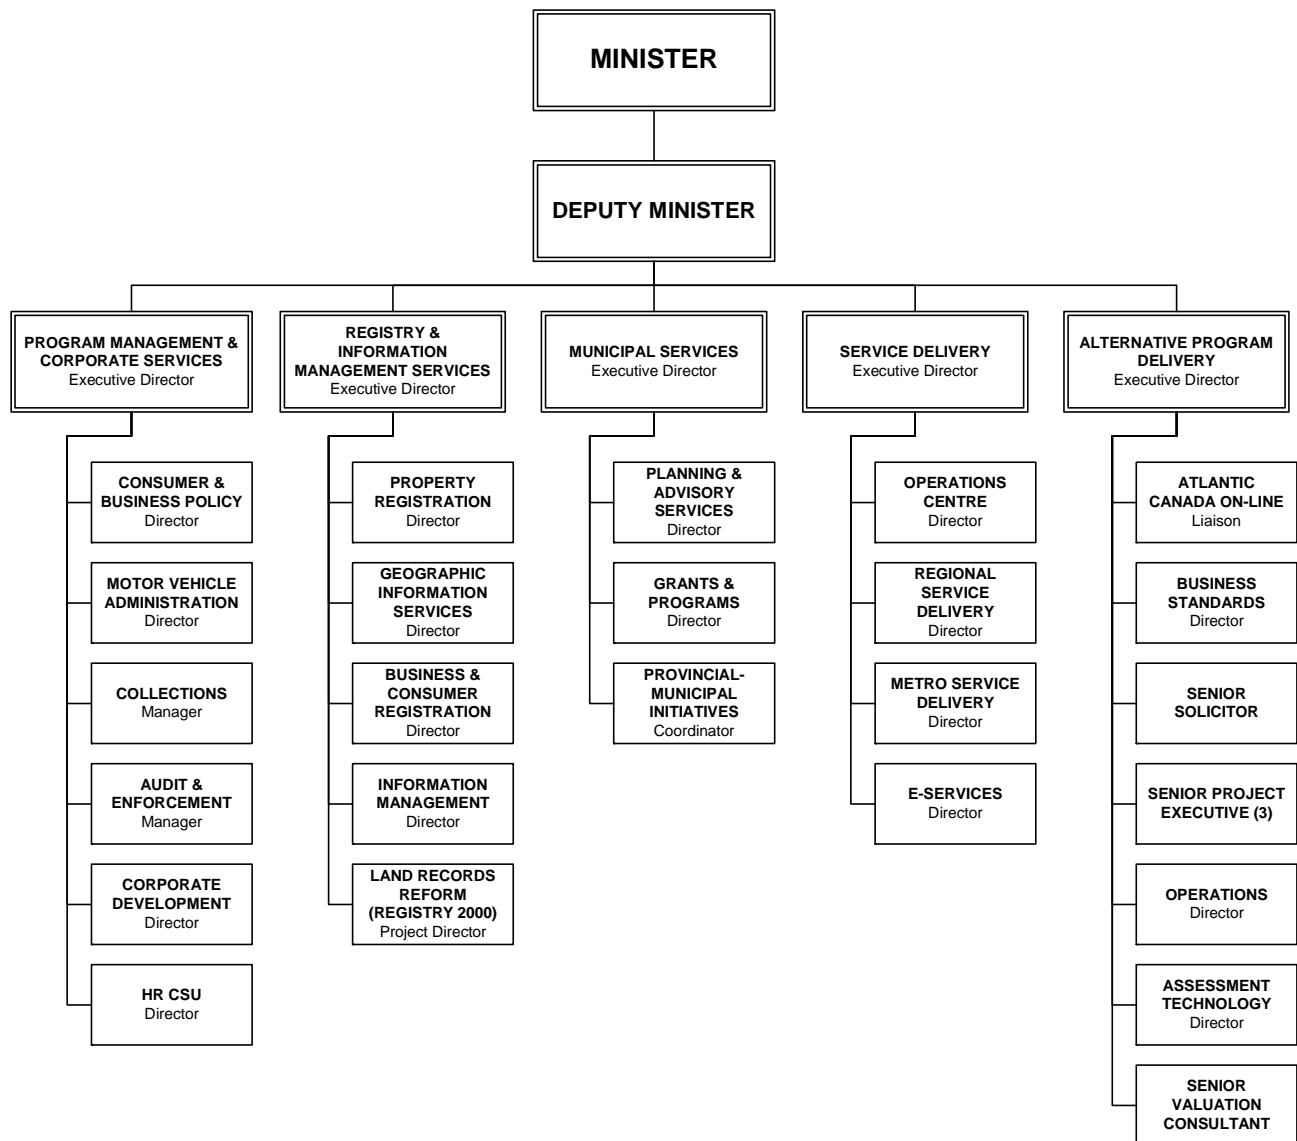 MINISTER
DEPUTY MINISTER
PROGRAM MANAGEMENT &
CORPORATE SERVICES
Executive Director
REGISTRY &
INFORMATION
MANAGEMENT SERVICES
Executive Director
MUNICIPAL SERVICES
Executive Director
SERVICE DELIVERY
Executive Director
ALTERNATIVE PROGRAM
DELIVERY
Executive Director
CONSUMER &
BUSINESS POLICY
Director
MOTOR VEHICLE
ADMINISTRATION
Director
COLLECTIONS
Manager
AUDIT &
ENFORCEMENT
Manager
CORPORATE
DEVELOPMENT
Director
HR CSU
Director
PROPERTY
REGISTRATION
Director
GEOGRAPHIC
INFORMATION
SERVICES
Director
BUSINESS &
CONSUMER
REGISTRATION
Director
INFORMATION
MANAGEMENT
Director
LAND RECORDS
REFORM
(REGISTRY 2000)
Project Director
PLANNING &
ADVISORY
SERVICES
Director
GRANTS &
PROGRAMS
Director
PROVINCIAL-
MUNICIPAL
INITIATIVES
Coordinator
OPERATIONS
CENTRE
Director
REGIONAL
SERVICE
DELIVERY
Director
METRO SERVICE
DELIVERY
Director
E-SERVICES
Director
ATLANTIC
CANADA ON-LINE
Liaison
BUSINESS
STANDARDS
Director
SENIOR
SOLICITOR
SENIOR PROJECT
EXECUTIVE (3)
OPERATIONS
Director
ASSESSMENT
TECHNOLOGY
Director
SENIOR
VALUATION
CONSULTANT